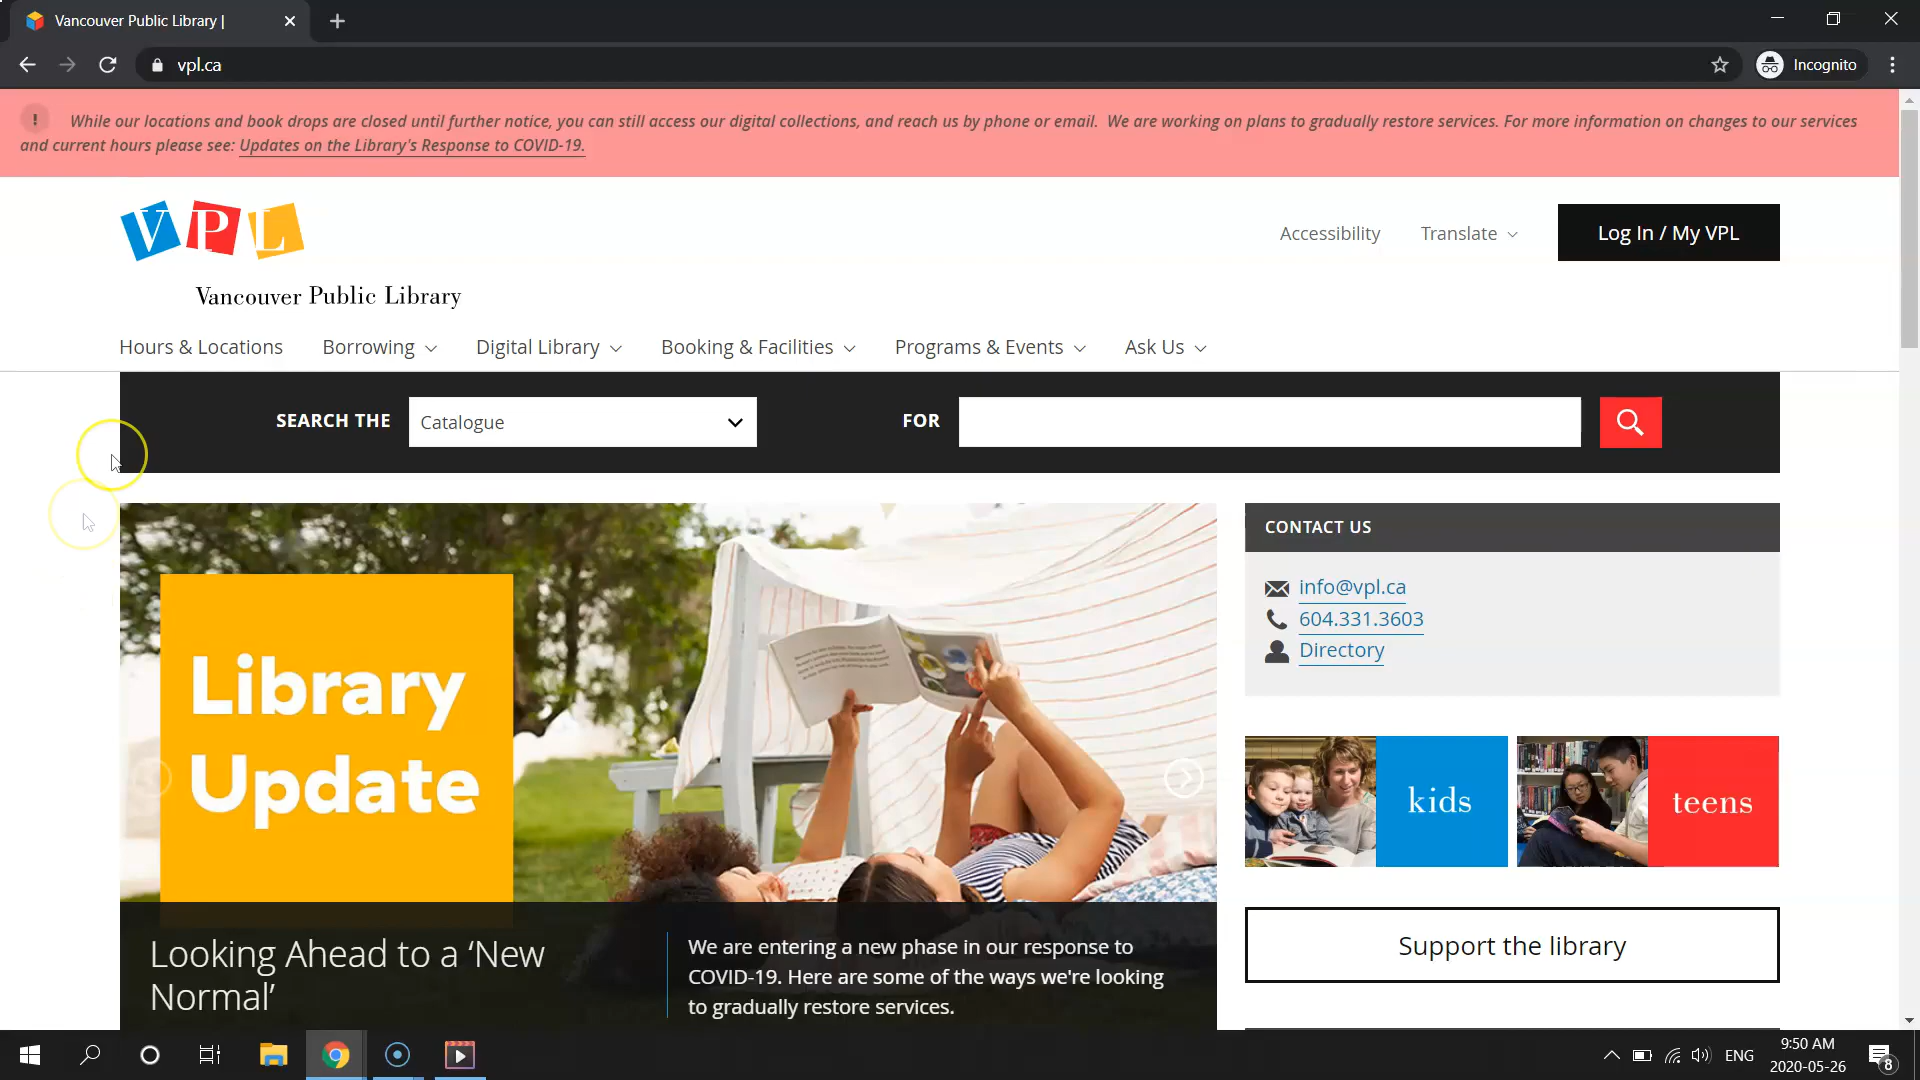 Vancouver Public Library |
vpl.ca
Incognito
! While our locations and book drops are closed until further notice, you can still access our digital collections, and reach us by phone or email. We are working on plans to gradually restore services. For more information on changes to our services
and current hours please see: Updates on the Library's Response to COVID-19.
VPL
Vancouver Public Library
Accessibility
Translate
Log In / My VPL
Hours & Locations
Borrowing
Digital Library
Booking & Facilities
Programs & Events
Ask Us
SEARCH THE
Catalogue
FOR
Library
Update
Looking Ahead to a ‘New
Normal’
We are entering a new phase in our response to
COVID-19. Here are some of the ways we're looking
to gradually restore services.
CONTACT US
info@vpl.ca
604.331.3603
Directory
kids
teens
Support the library
ENG
9:50 AM
2020-05-26
8